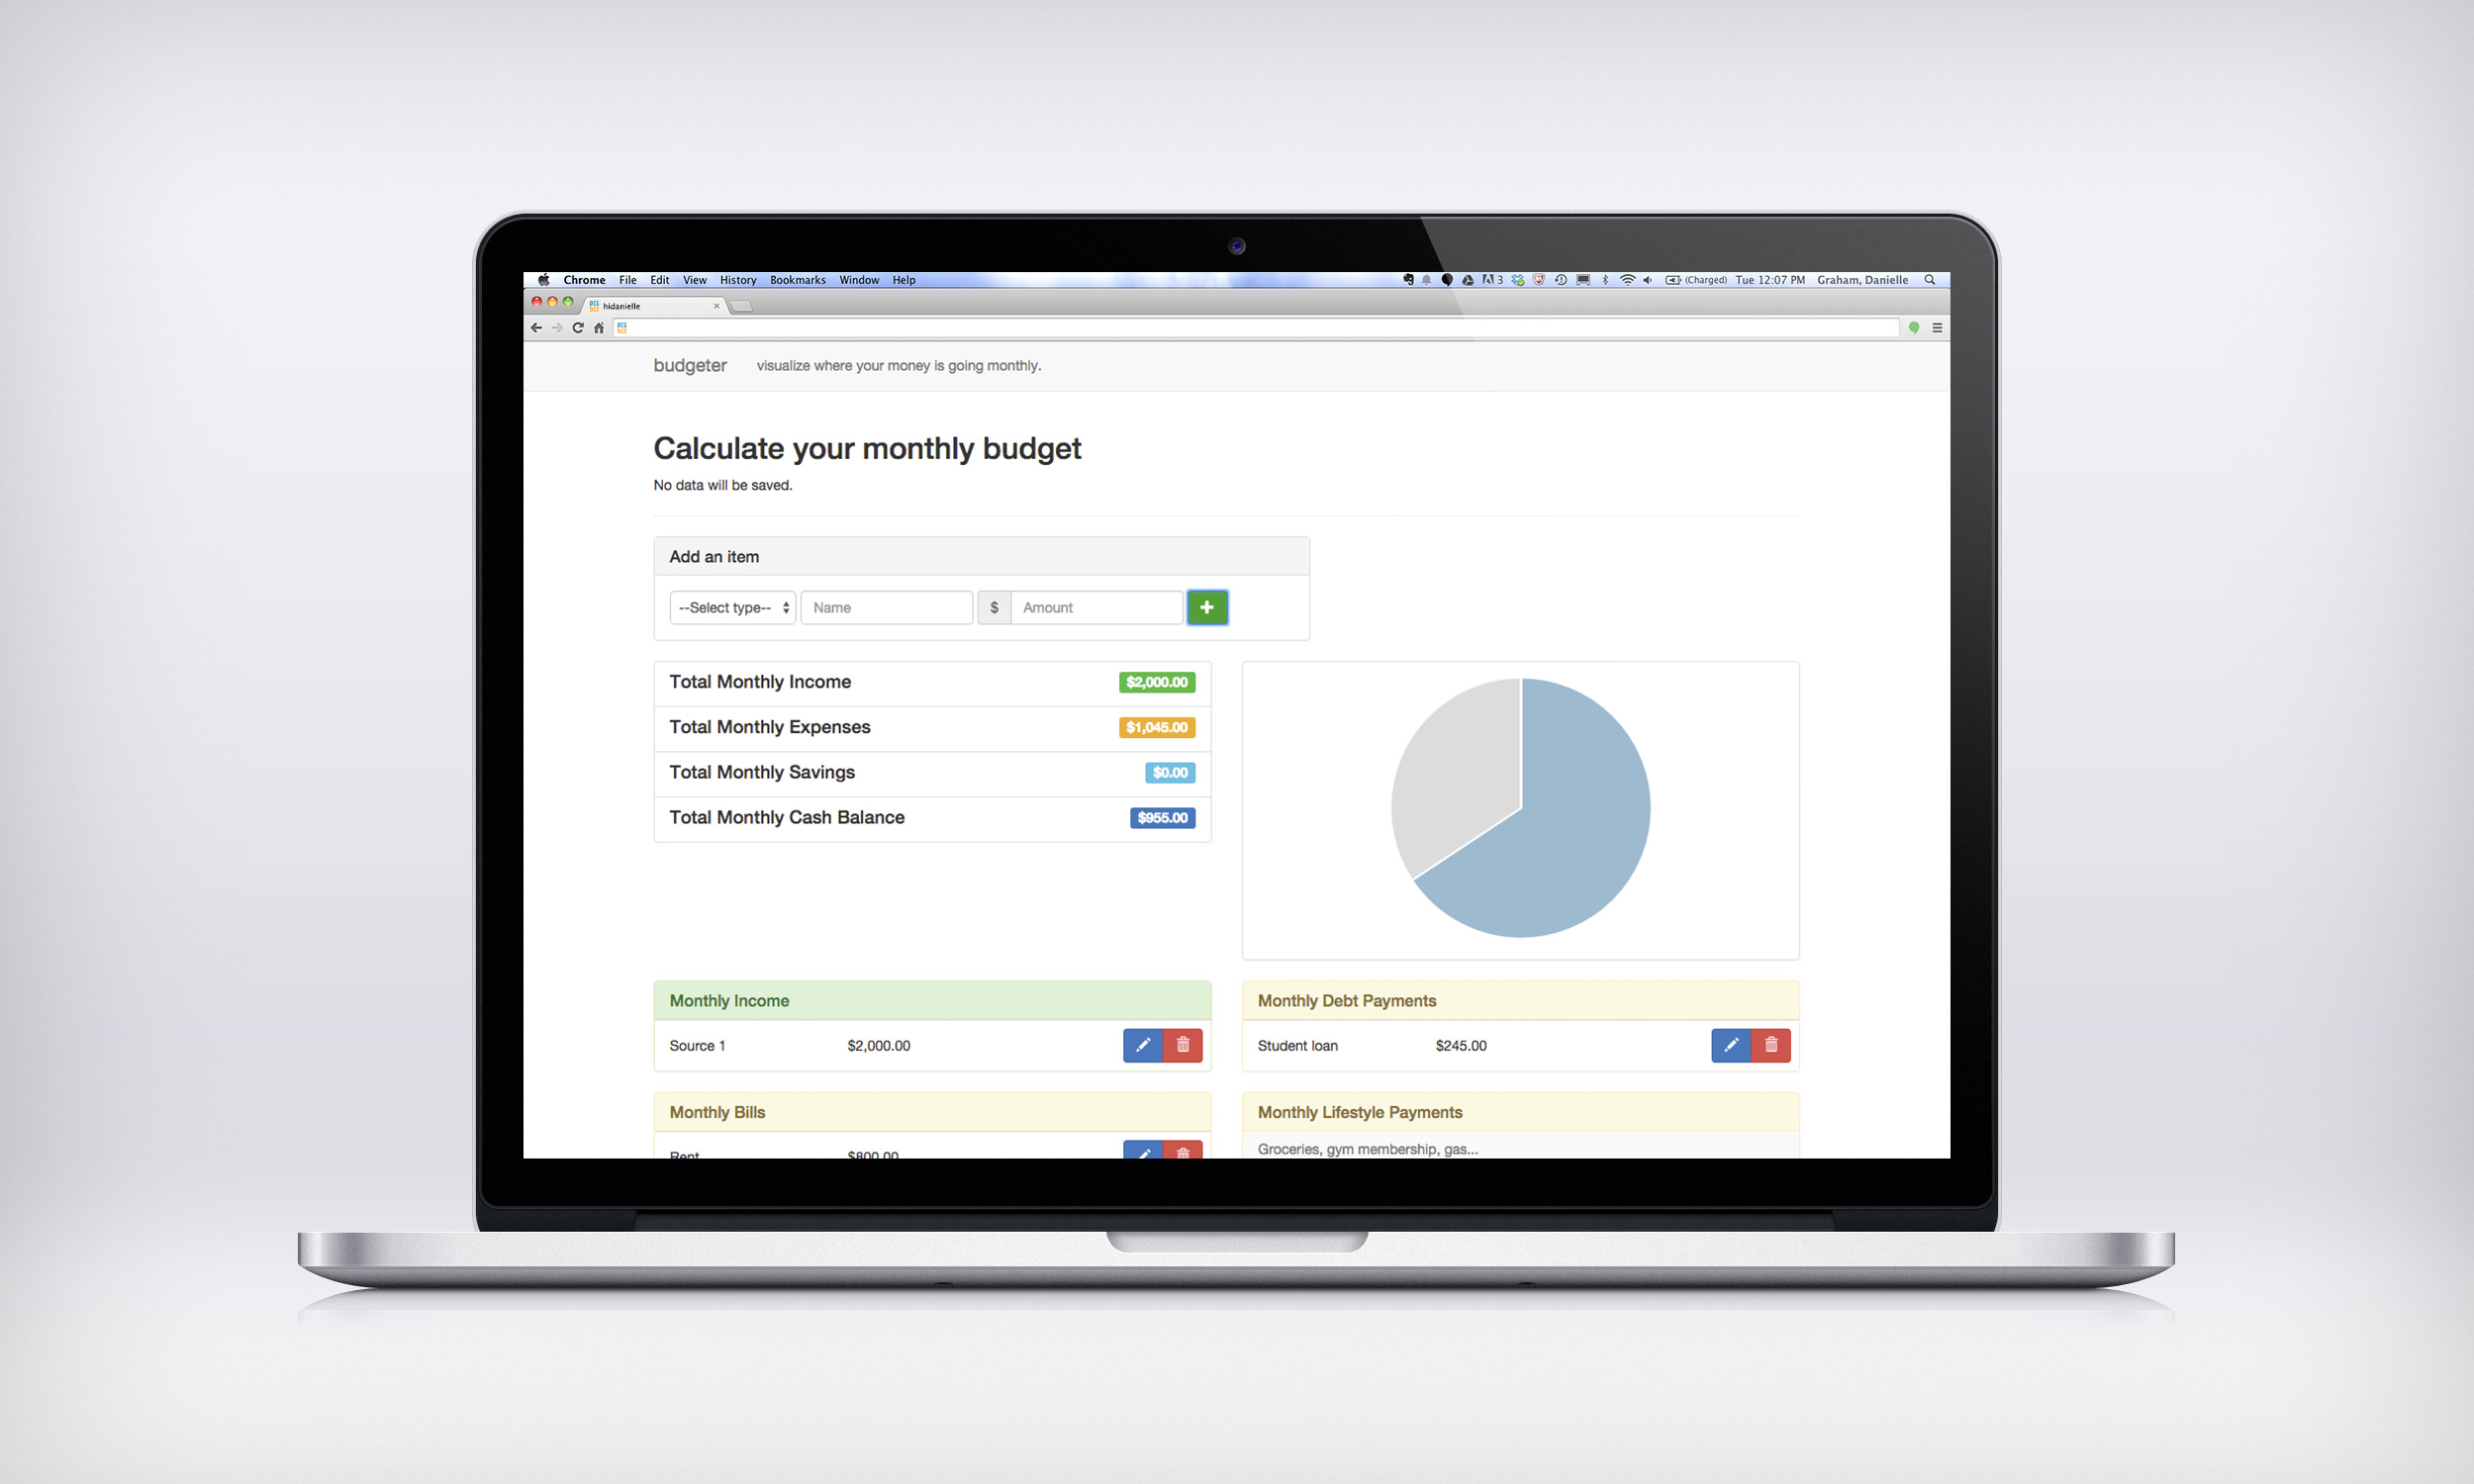 Chrome File Edit View History Bookmarks Window Help 3 (Charged) Tue 12:07 PM Graham, Danielle
hidanielle
budgeter visualize where your money is going monthly.
Calculate your monthly budget
No data will be saved.
Add an item
--Select type-- Name $ Amount
Total Monthly Income $2,000.00
Total Monthly Expenses $1,045.00
Total Monthly Savings $0.00
Total Monthly Cash Balance $955.00
Monthly Income
Source 1 $2,000.00
Monthly Debt Payments
Student loan $245.00
Monthly Bills
Rent $800.00
Monthly Lifestyle Payments
Groceries, gym membership, gas...